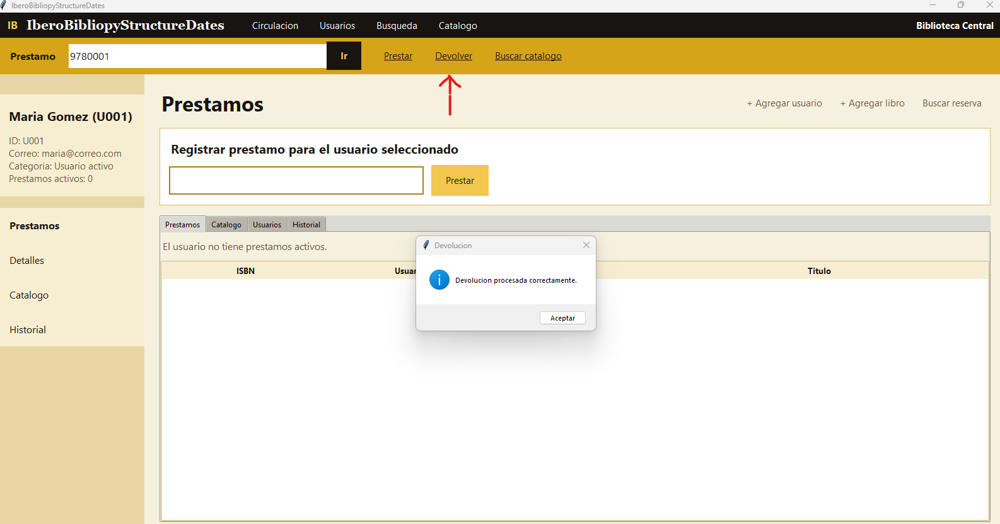 IberoBibliopyStructureDates
IB IberoBibliopyStructureDates Circulacion Usuarios Busqueda Catalogo Biblioteca Central
Prestamo 9780001 Ir Prestar Devolver Buscar catalogo
Maria Gomez (U001)
ID: U001
Correo: maria@correo.com
Categoria: Usuario activo
Prestamos activos: 0
Prestamos
Detalles
Catalogo
Historial
Prestamos + Agregar usuario + Agregar libro Buscar reserva
Registrar prestamo para el usuario seleccionado
Prestar
Prestamos Catalogo Usuarios Historial
El usuario no tiene prestamos activos.
ISBN Usuar Titulo
Devolucion
i Devolucion procesada correctamente.
Aceptar